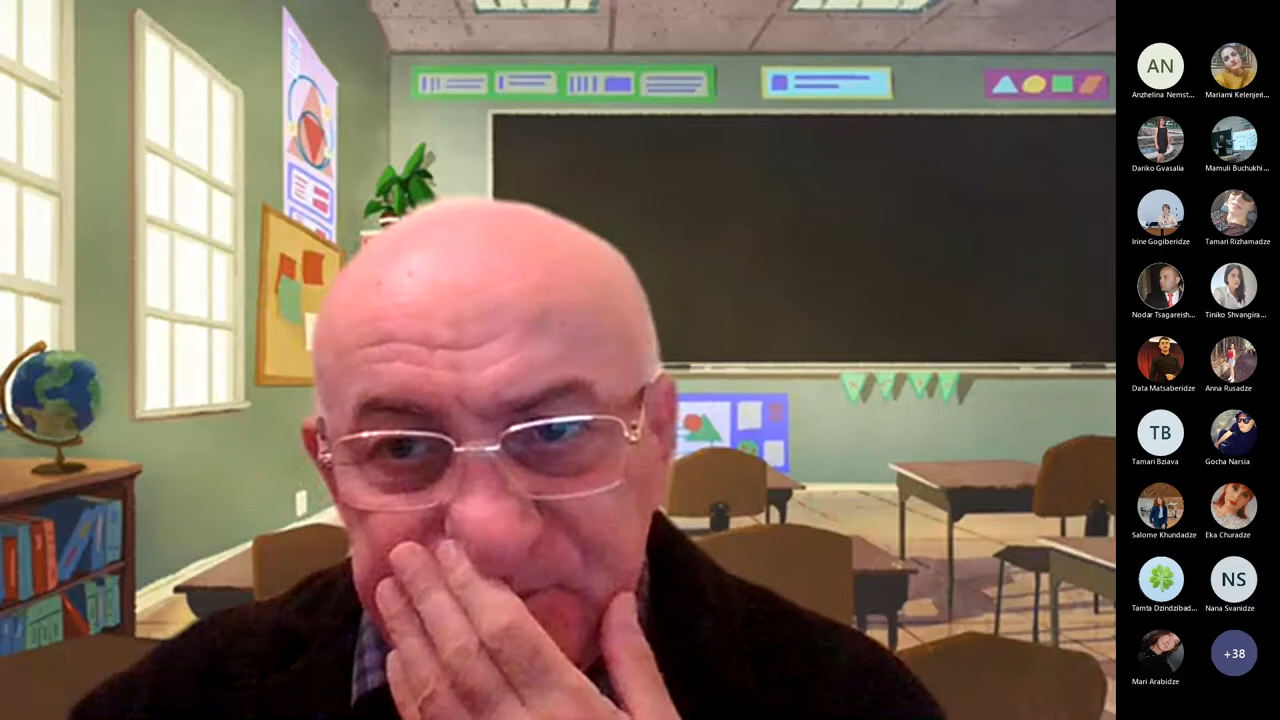 AN
Anzhelina Nemst...
Mariami Kelenjeri...
Dariko Gvasalia
Mamuli Buchukhi...
Irine Gogiberidze
Tamari Rizhamadze
Nodar Tsagareish...
Tiniko Shvangira...
Data Matsaberidze
Anna Rusadze
TB
Tamari Bziava
Gocha Narsia
Salome Khundadze
Eka Churadze
NS
Tamta Dzindzibad...
Nana Svanidze
+38
Mari Arabidze